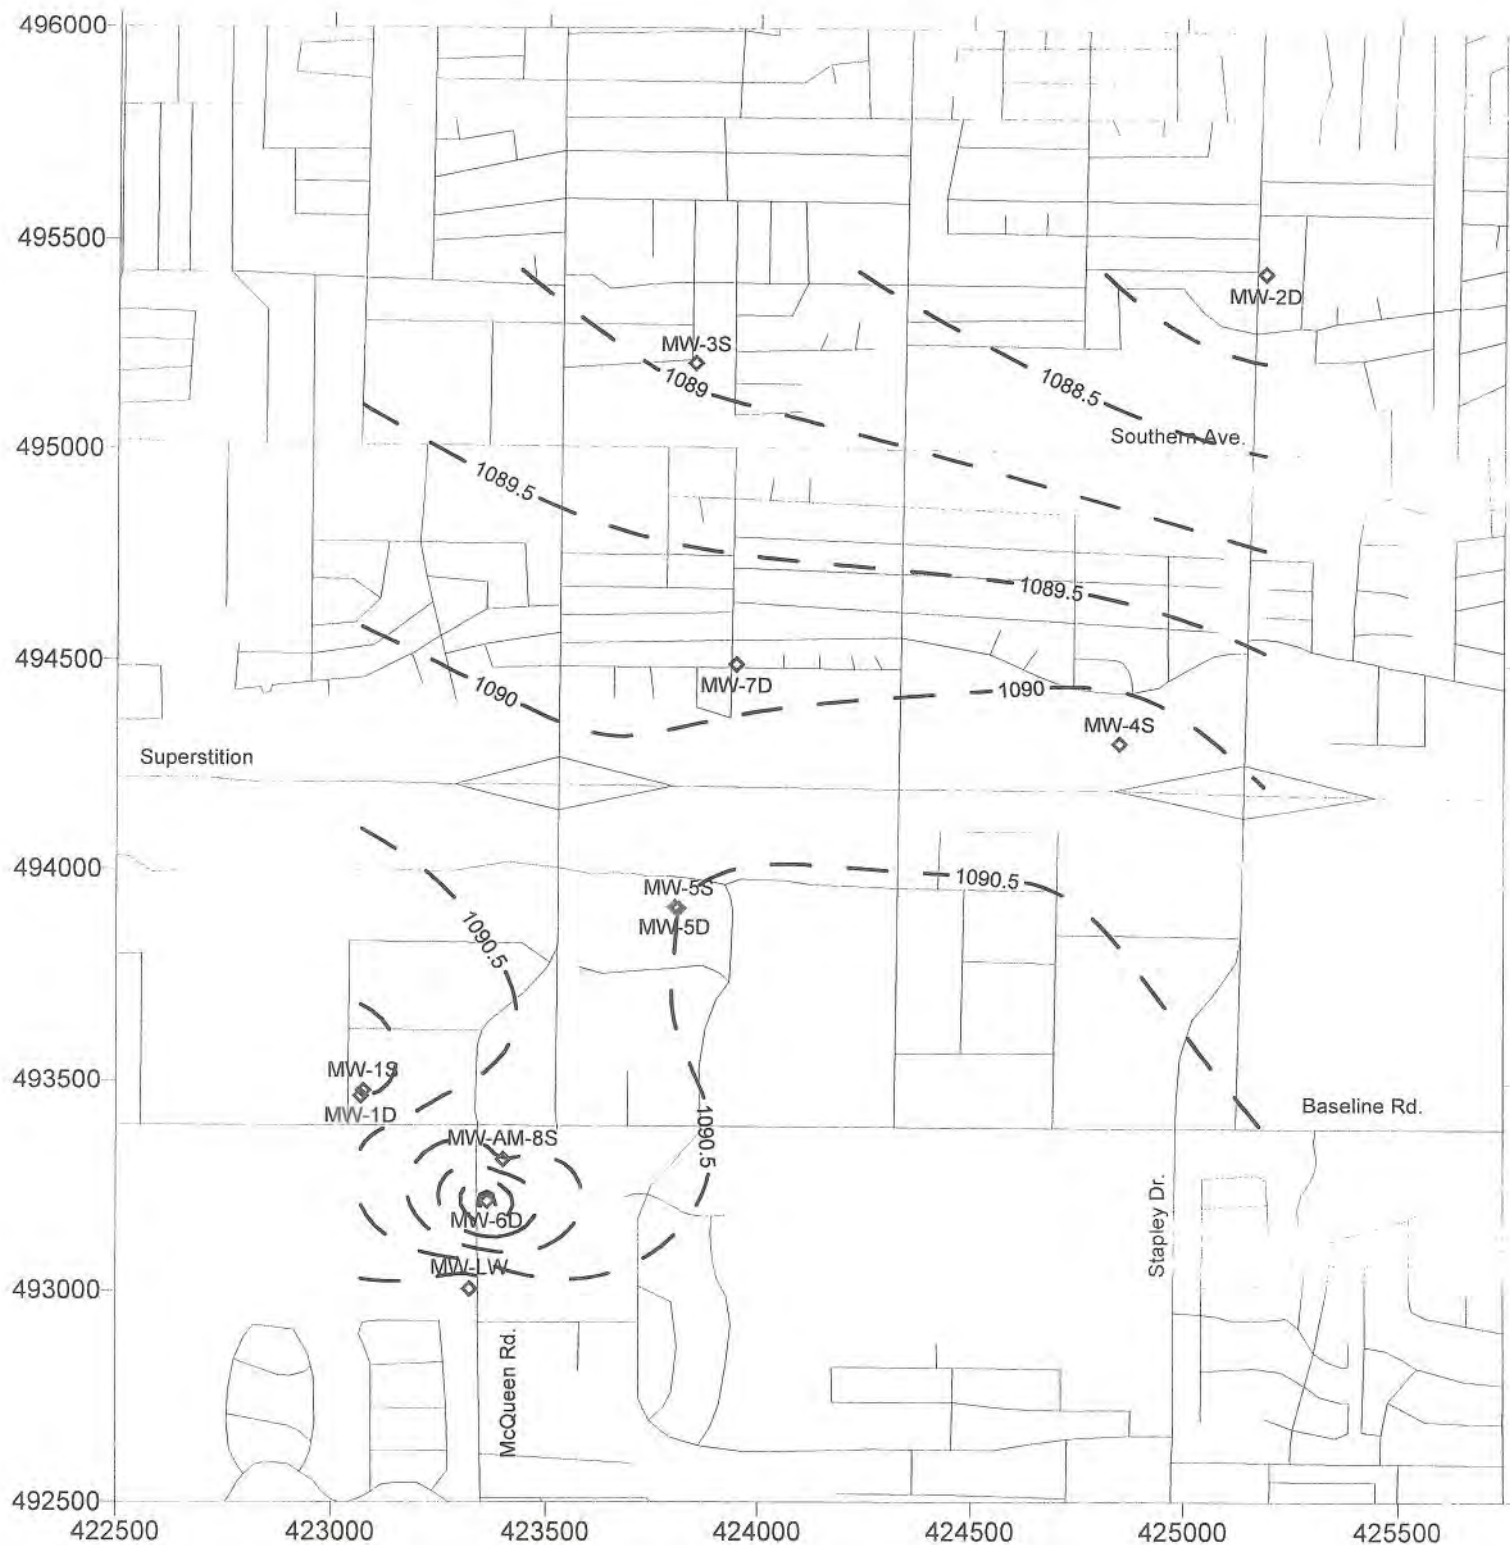 496000
495500
MW-2D
MW-3S
1089
1088.5
Southern Ave.
495000
1089.5
1089.5
494500
MW-7D
1090
1090
MW-4S
Superstition
494000
1090.5
MW-5S
MW-5D
1090.5
493500
MW-1S
MW-1D
Baseline Rd.
MW-AM-8S
1090.5
MW-6D
Stapley Dr.
MW-LW
493000
McQueen Rd.
492500
422500
423000
423500
424000
424500
425000
425500